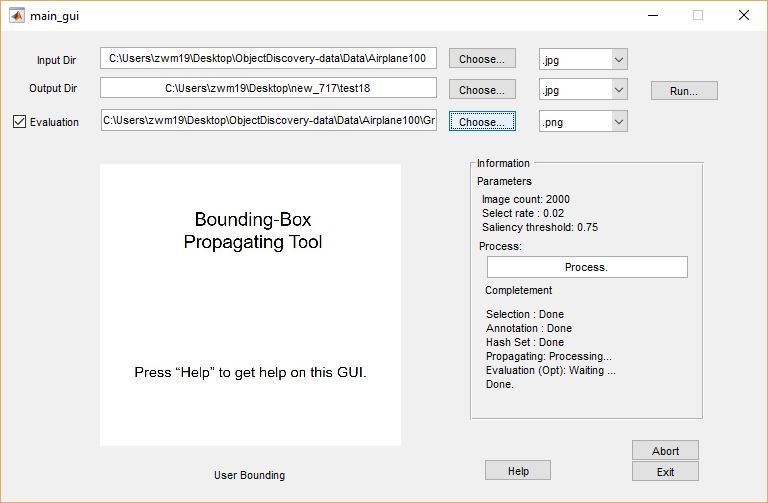 main_gui
Input Dir C:\Users\zwm19\Desktop\ObjectDiscovery-data\Data\Airplane100 Choose... .jpg
Output Dir C:\Users\zwm19\Desktop\new_717\test18 Choose... .jpg Run...
Evaluation C:\Users\zwm19\Desktop\ObjectDiscovery-data\Data\Airplane100\Gr Choose... .png
Bounding-Box
Propagating Tool
Press “Help” to get help on this GUI.
User Bounding
Information
Parameters
Image count: 2000
Select rate : 0.02
Saliency threshold: 0.75
Process:
Process.
Completement
Selection : Done
Annotation : Done
Hash Set : Done
Propagating: Processing...
Evaluation (Opt): Waiting ...
Done.
Help
Abort
Exit